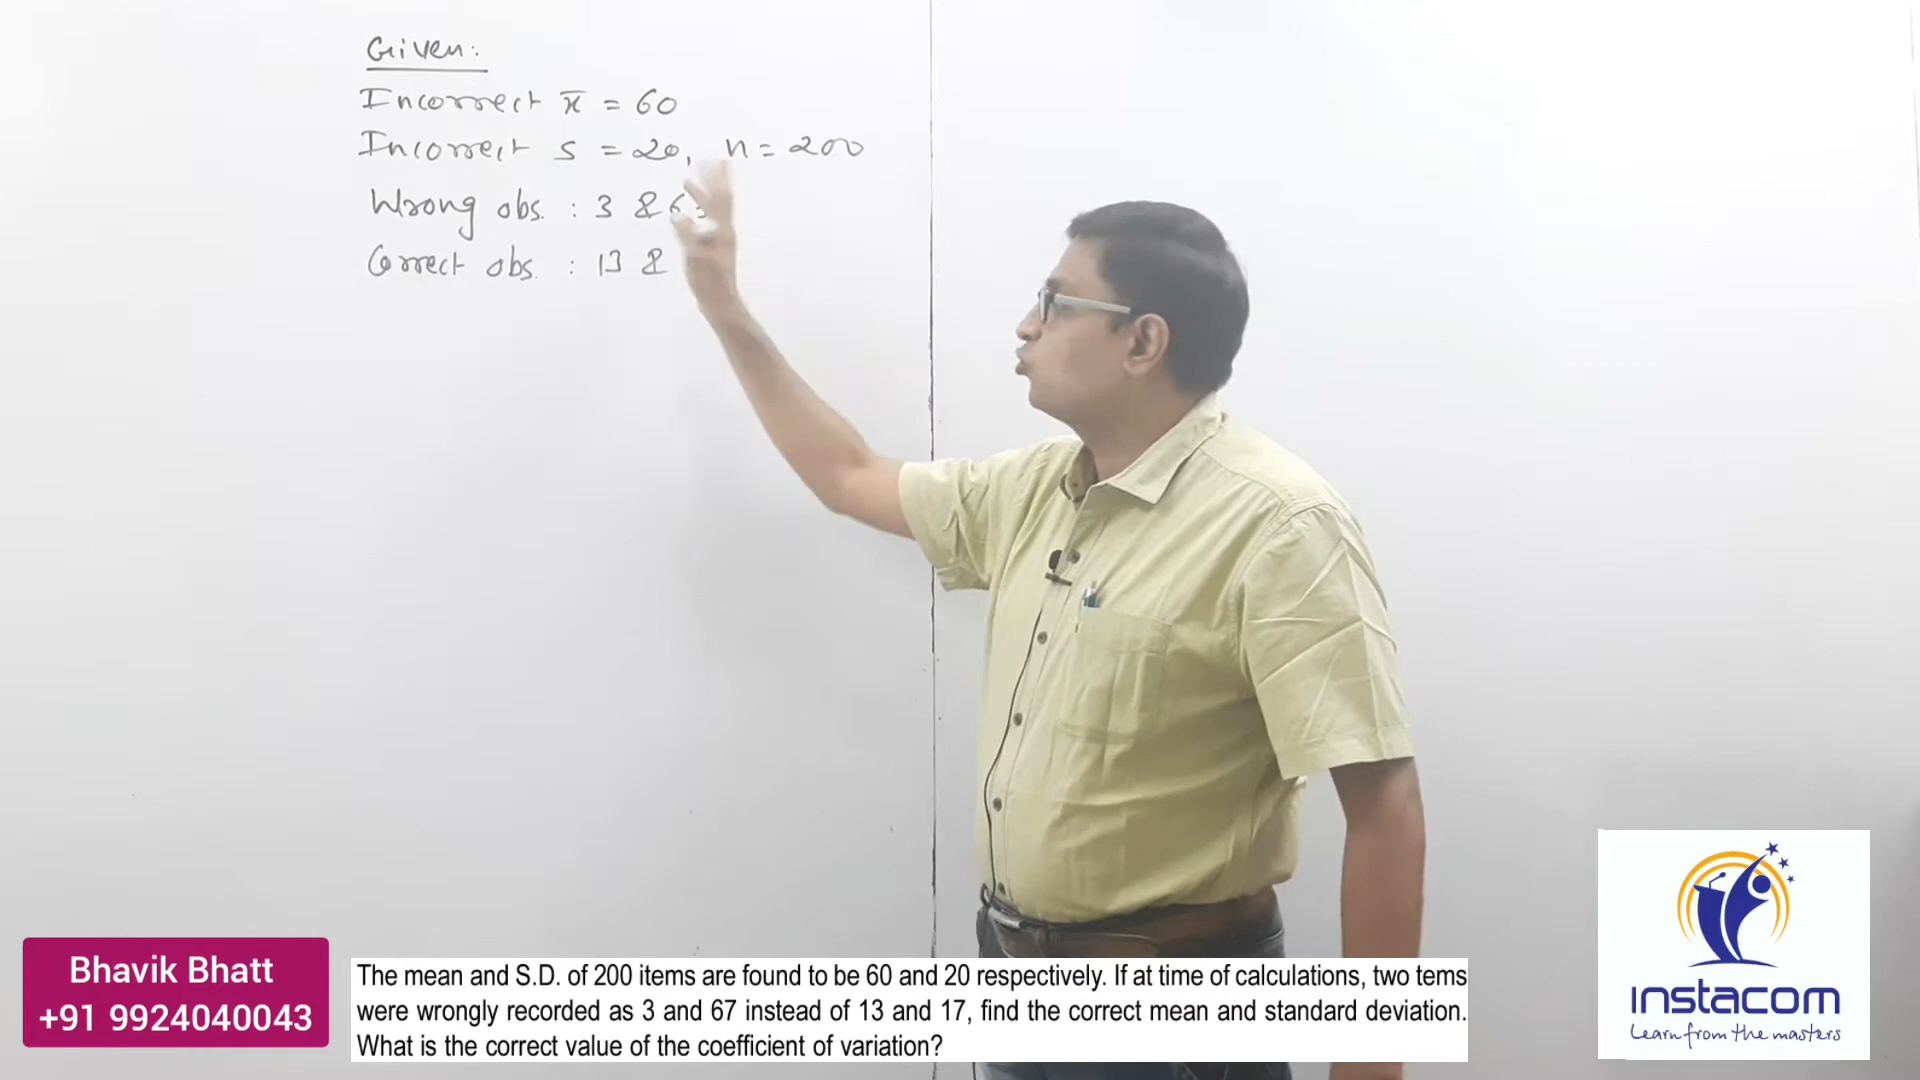 Given:
Incorrect x̄ = 60
Incorrect s = 20, n = 200
Wrong obs. : 3 & 6
Correct obs. : 13 &
Bhavik Bhatt
+91 9924040043
The mean and S.D. of 200 items are found to be 60 and 20 respectively. If at time of calculations, two tems
were wrongly recorded as 3 and 67 instead of 13 and 17, find the correct mean and standard deviation.
What is the correct value of the coefficient of variation?
ınstacom
Learn from the masters